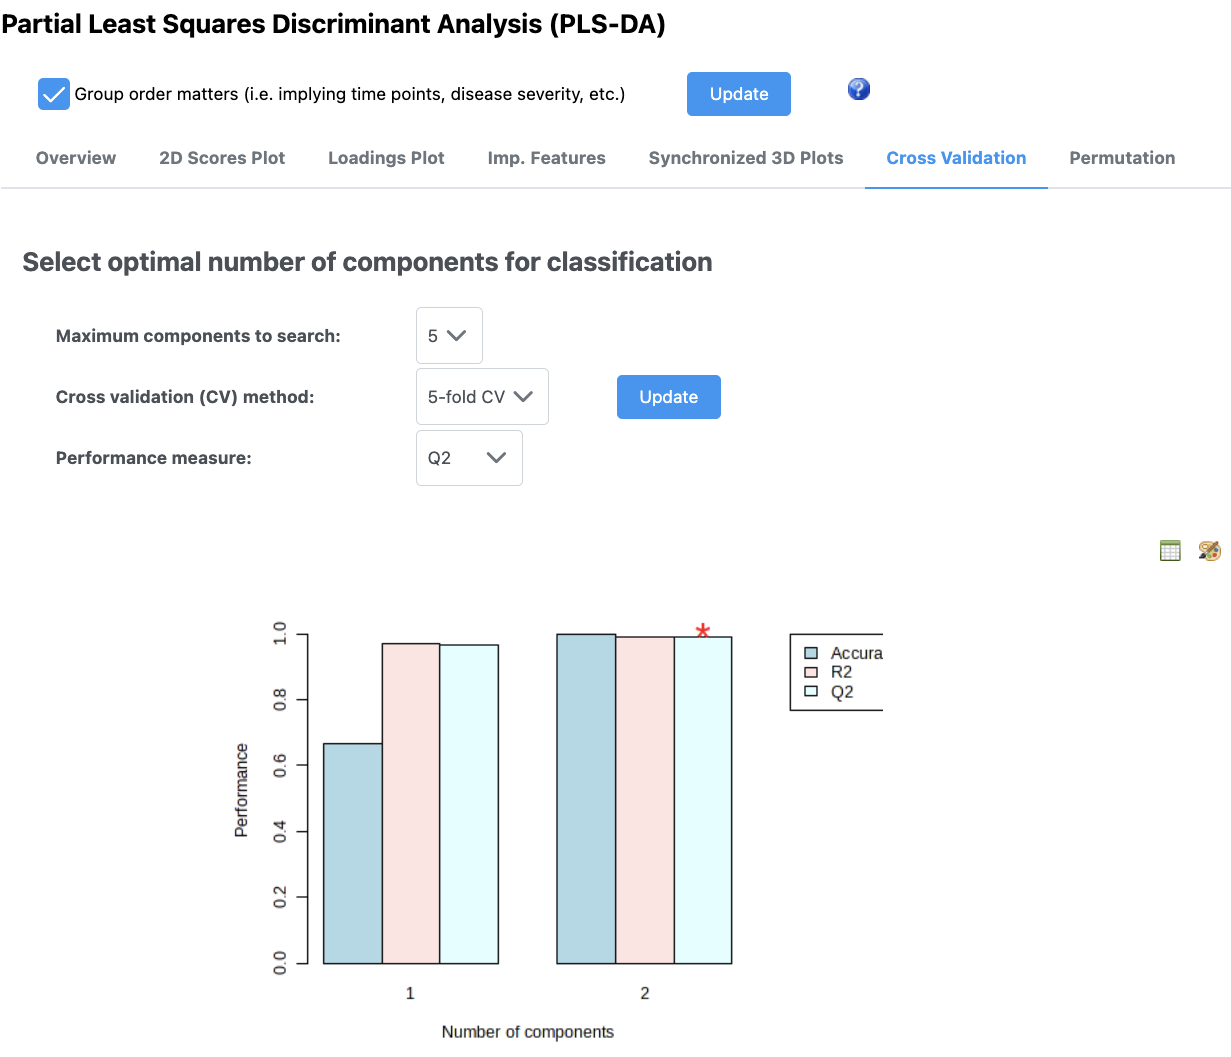 Partial Least Squares Discriminant Analysis (PLS-DA)
Group order matters (i.e. implying time points, disease severity, etc.)
Update
?
Overview
2D Scores Plot
Loadings Plot
Imp. Features
Synchronized 3D Plots
Cross Validation
Permutation
Select optimal number of components for classification
Maximum components to search:
5
Cross validation (CV) method:
5-fold CV
Update
Performance measure:
Q2
1.0
0.8
0.6
0.4
0.2
0.0
Performance
*
Accura
R2
Q2
1
2
Number of components